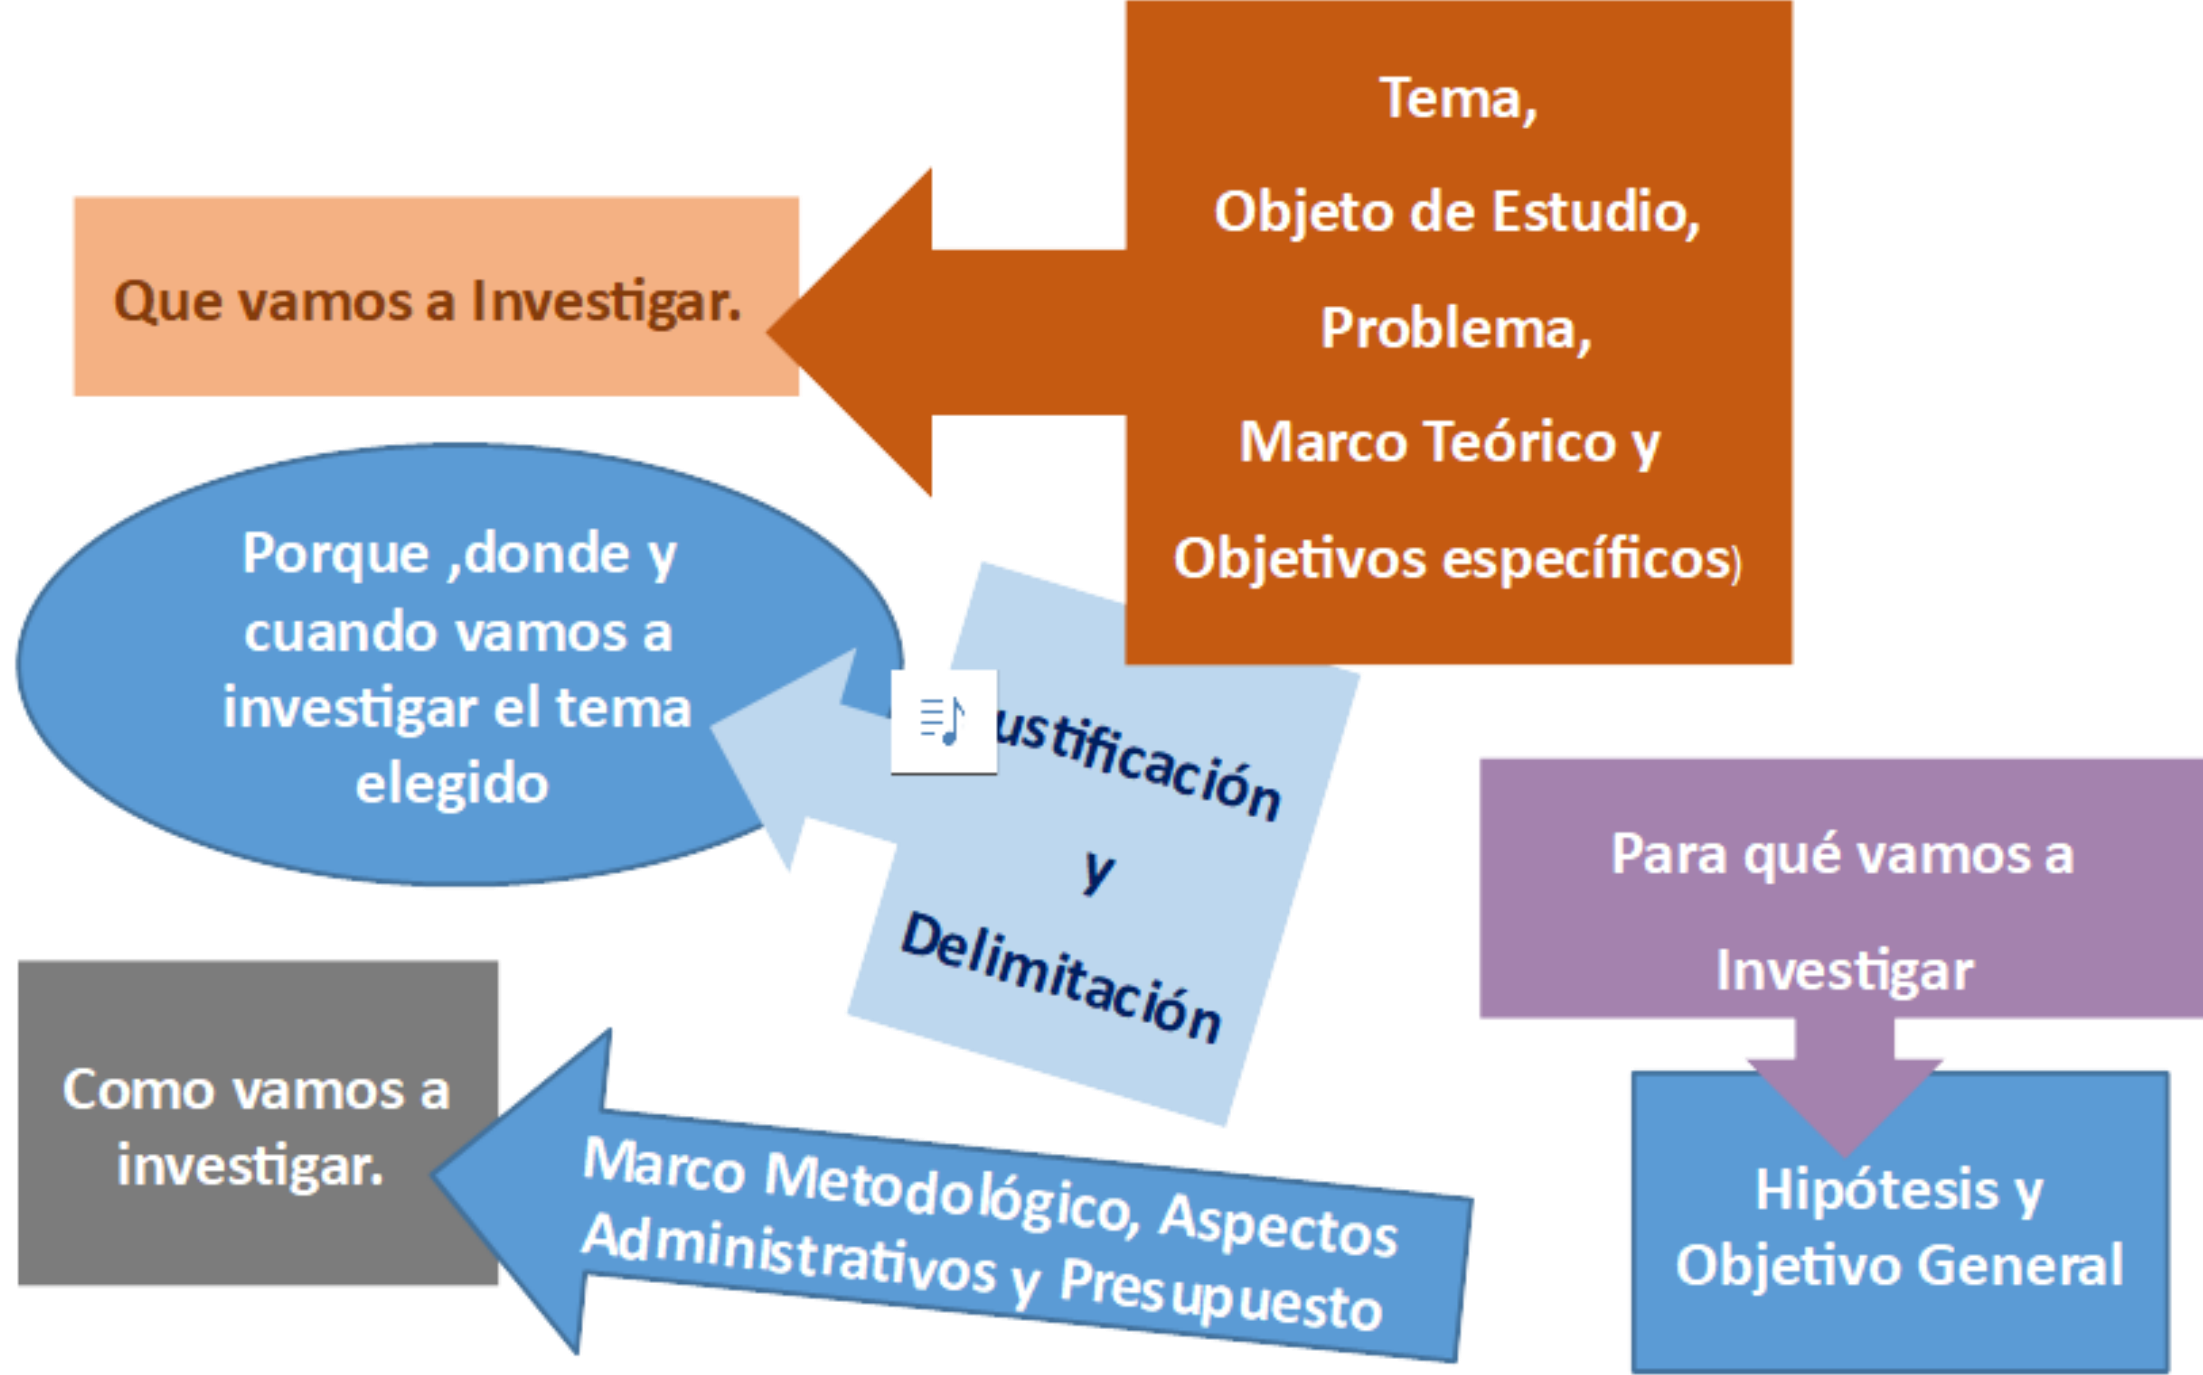 Tema,
Objeto de Estudio,
Problema,
Marco Teórico y
Objetivos específicos)
Que vamos a Investigar.
Porque ,donde y
cuando vamos a
investigar el tema
elegido
ustificación
y
Delimitación
Para qué vamos a
Investigar
Hipótesis y
Objetivo General
Como vamos a
investigar.
Marco Metodológico, Aspectos
Administrativos y Presupuesto